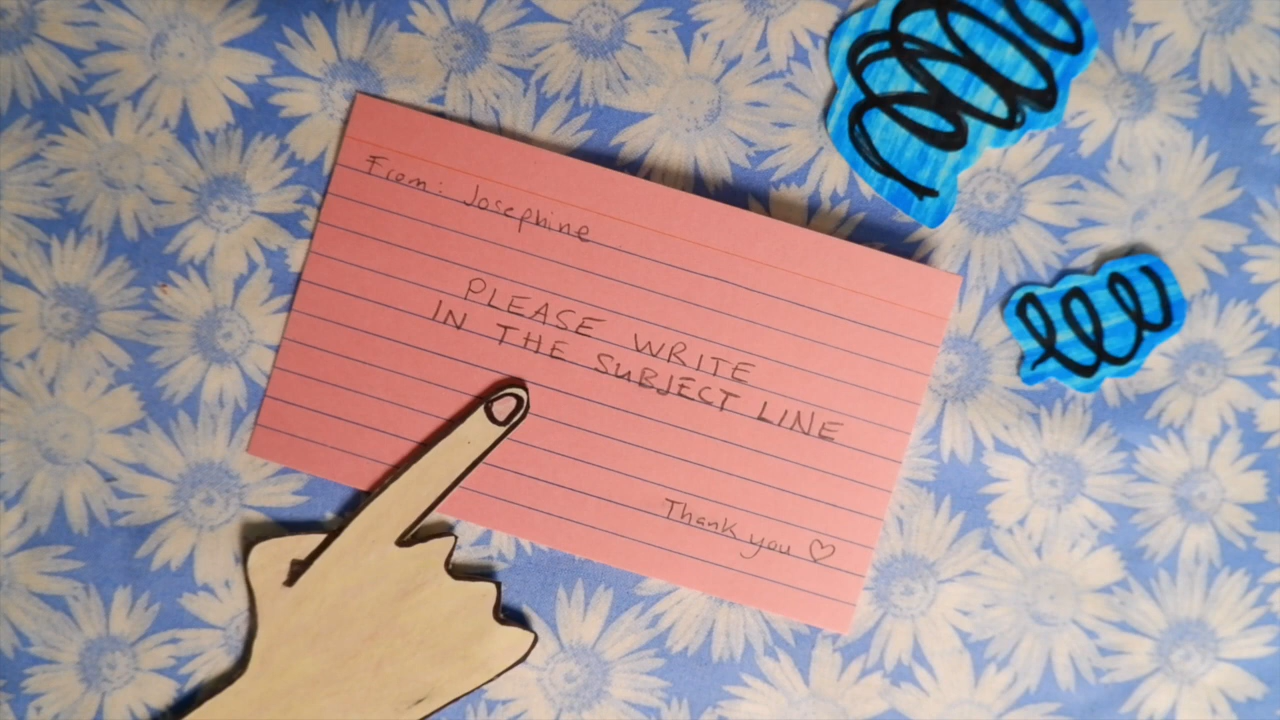 From: Josephine
PLEASE WRITE
IN THE SUBJECT LINE
Thank you ♡